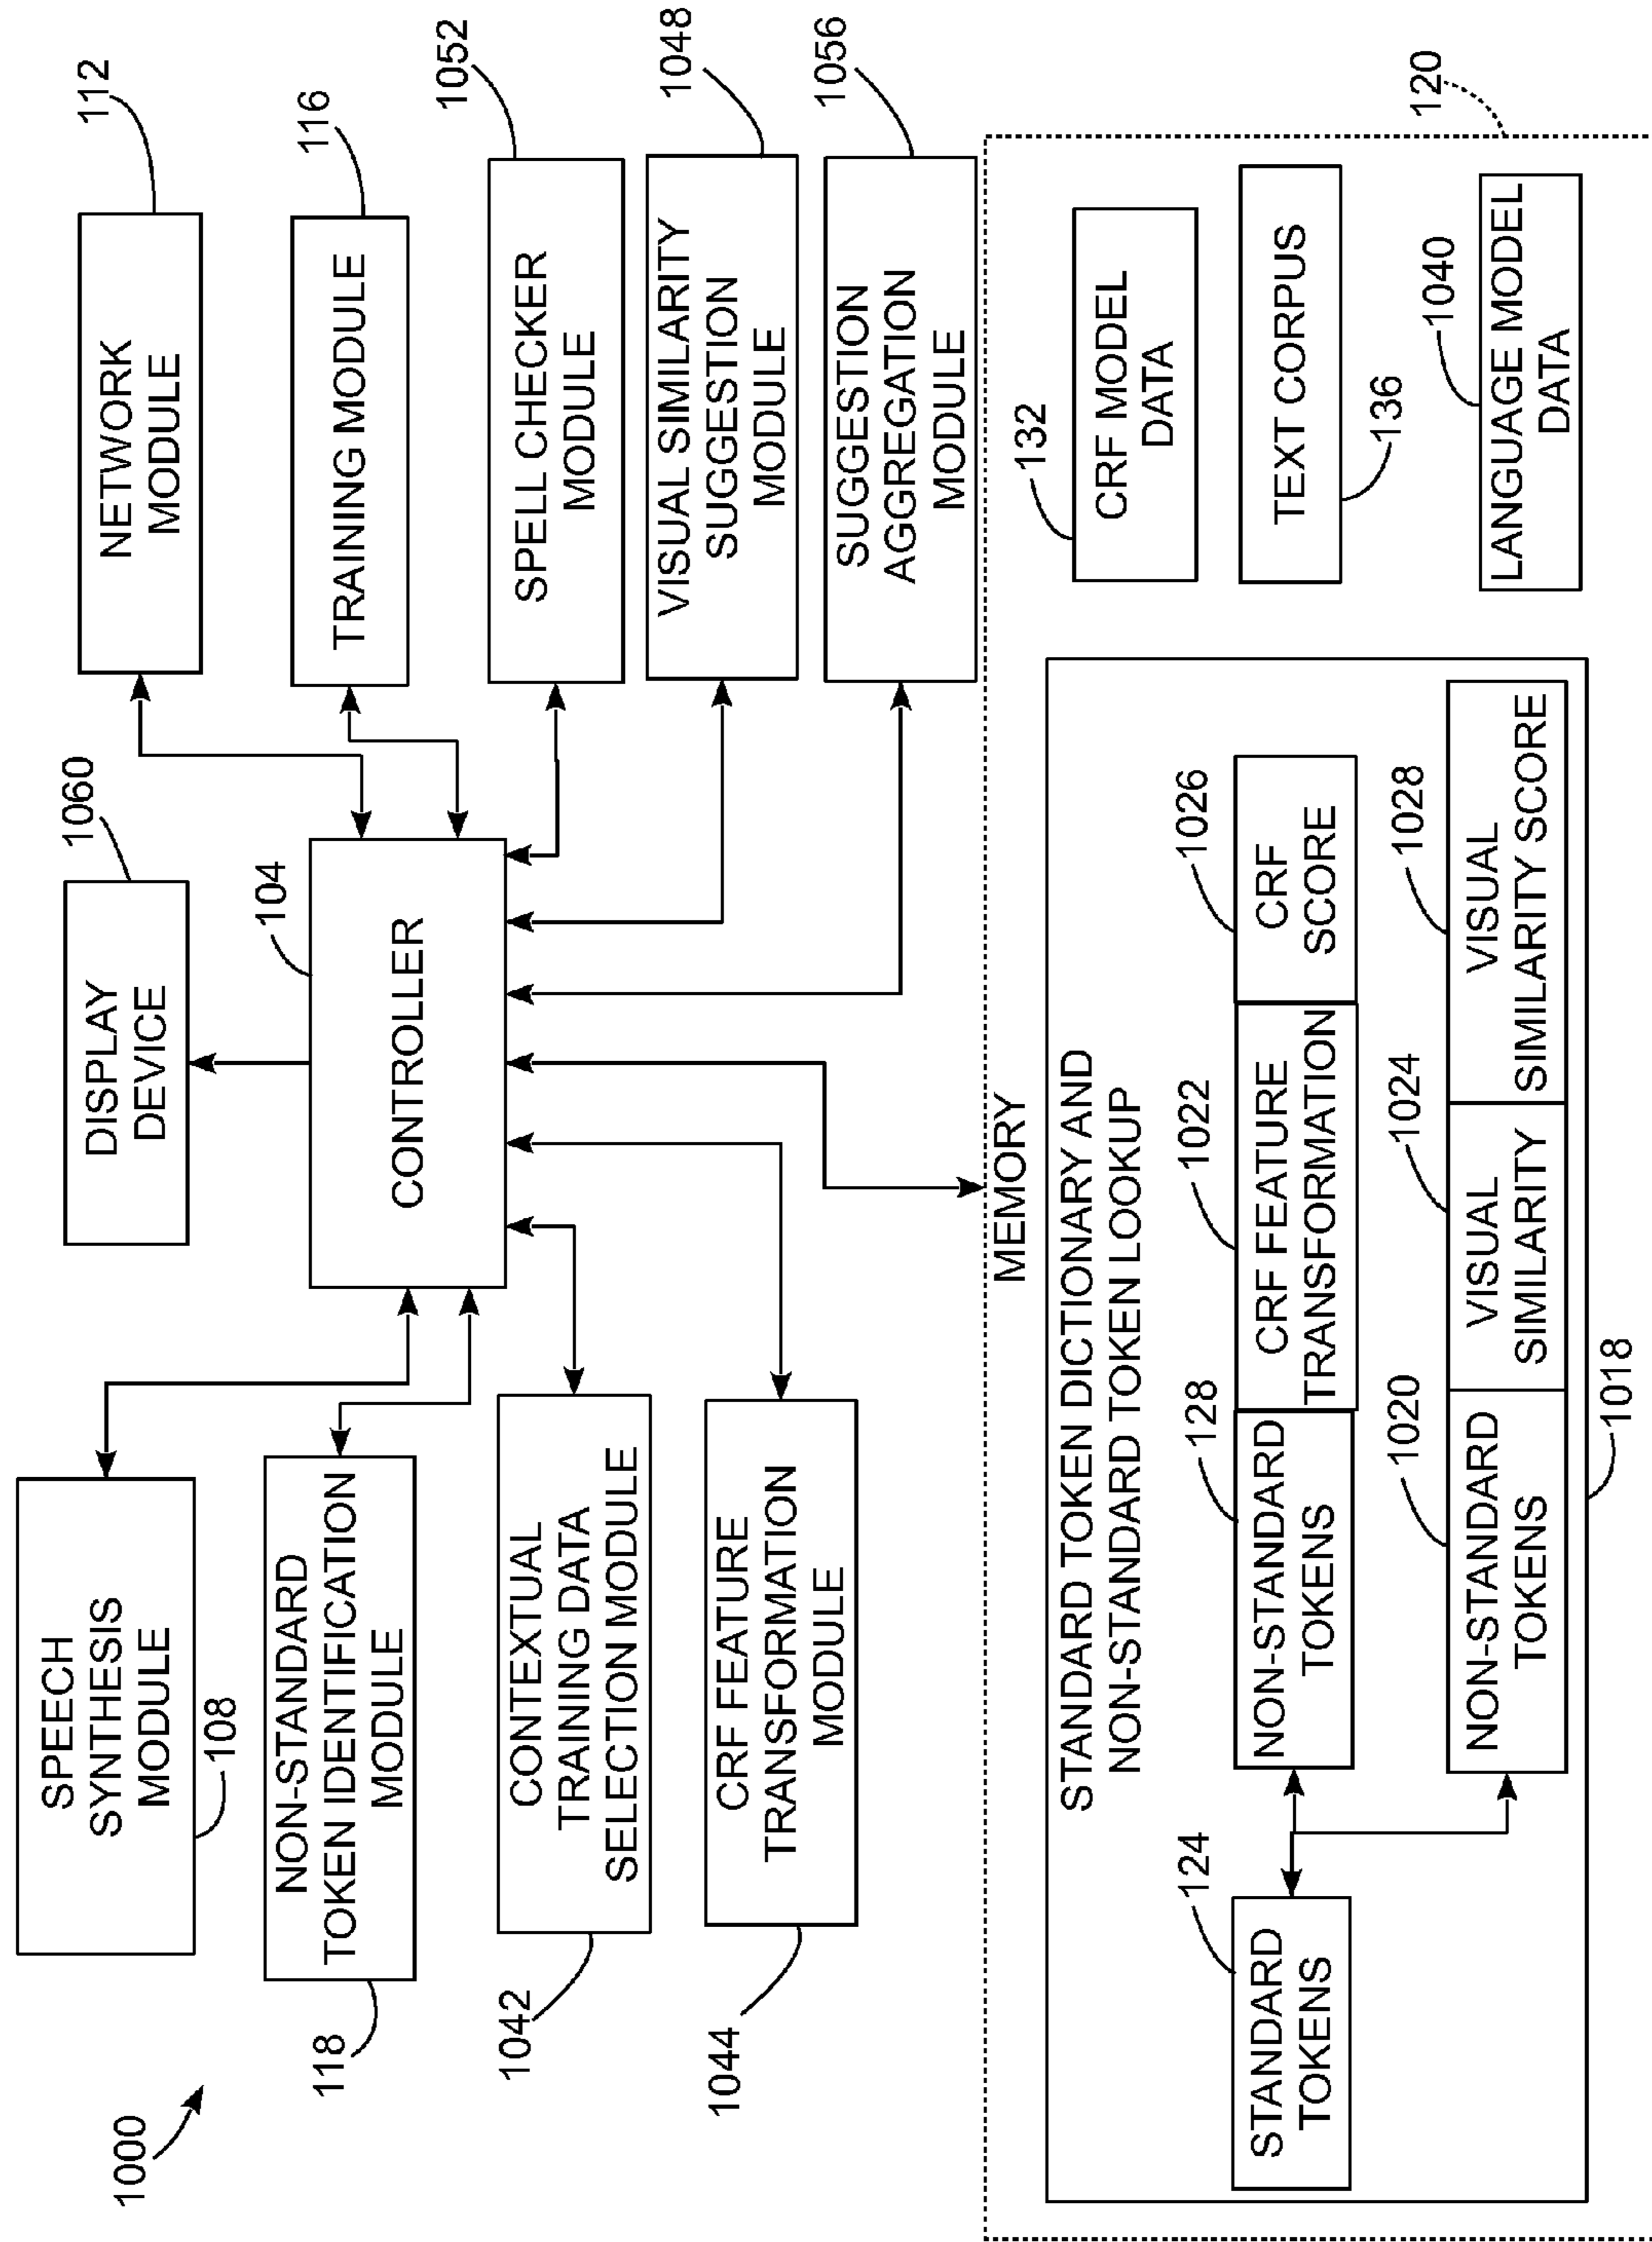 1000
SPEECH
SYNTHESIS
MODULE
108
DISPLAY
DEVICE
1060
NETWORK
MODULE
112
NON-STANDARD
TOKEN IDENTIFICATION
MODULE
118
CONTROLLER
104
TRAINING MODULE
116
CONTEXTUAL
TRAINING DATA
SELECTION MODULE
1042
SPELL CHECKER
MODULE
1052
CRF FEATURE
TRANSFORMATION
MODULE
1044
VISUAL SIMILARITY
SUGGESTION
MODULE
1048
SUGGESTION
AGGREGATION
MODULE
1056
MEMORY
120
STANDARD TOKEN DICTIONARY AND
NON-STANDARD TOKEN LOOKUP
124
STANDARD
TOKENS
128
NON-STANDARD
TOKENS
1022
CRF FEATURE
TRANSFORMATION
1026
CRF
SCORE
1020
NON-STANDARD
TOKENS
1024
VISUAL
SIMILARITY
1028
VISUAL
SIMILARITY SCORE
1018
132
CRF MODEL
DATA
TEXT CORPUS
136
1040
LANGUAGE MODEL
DATA